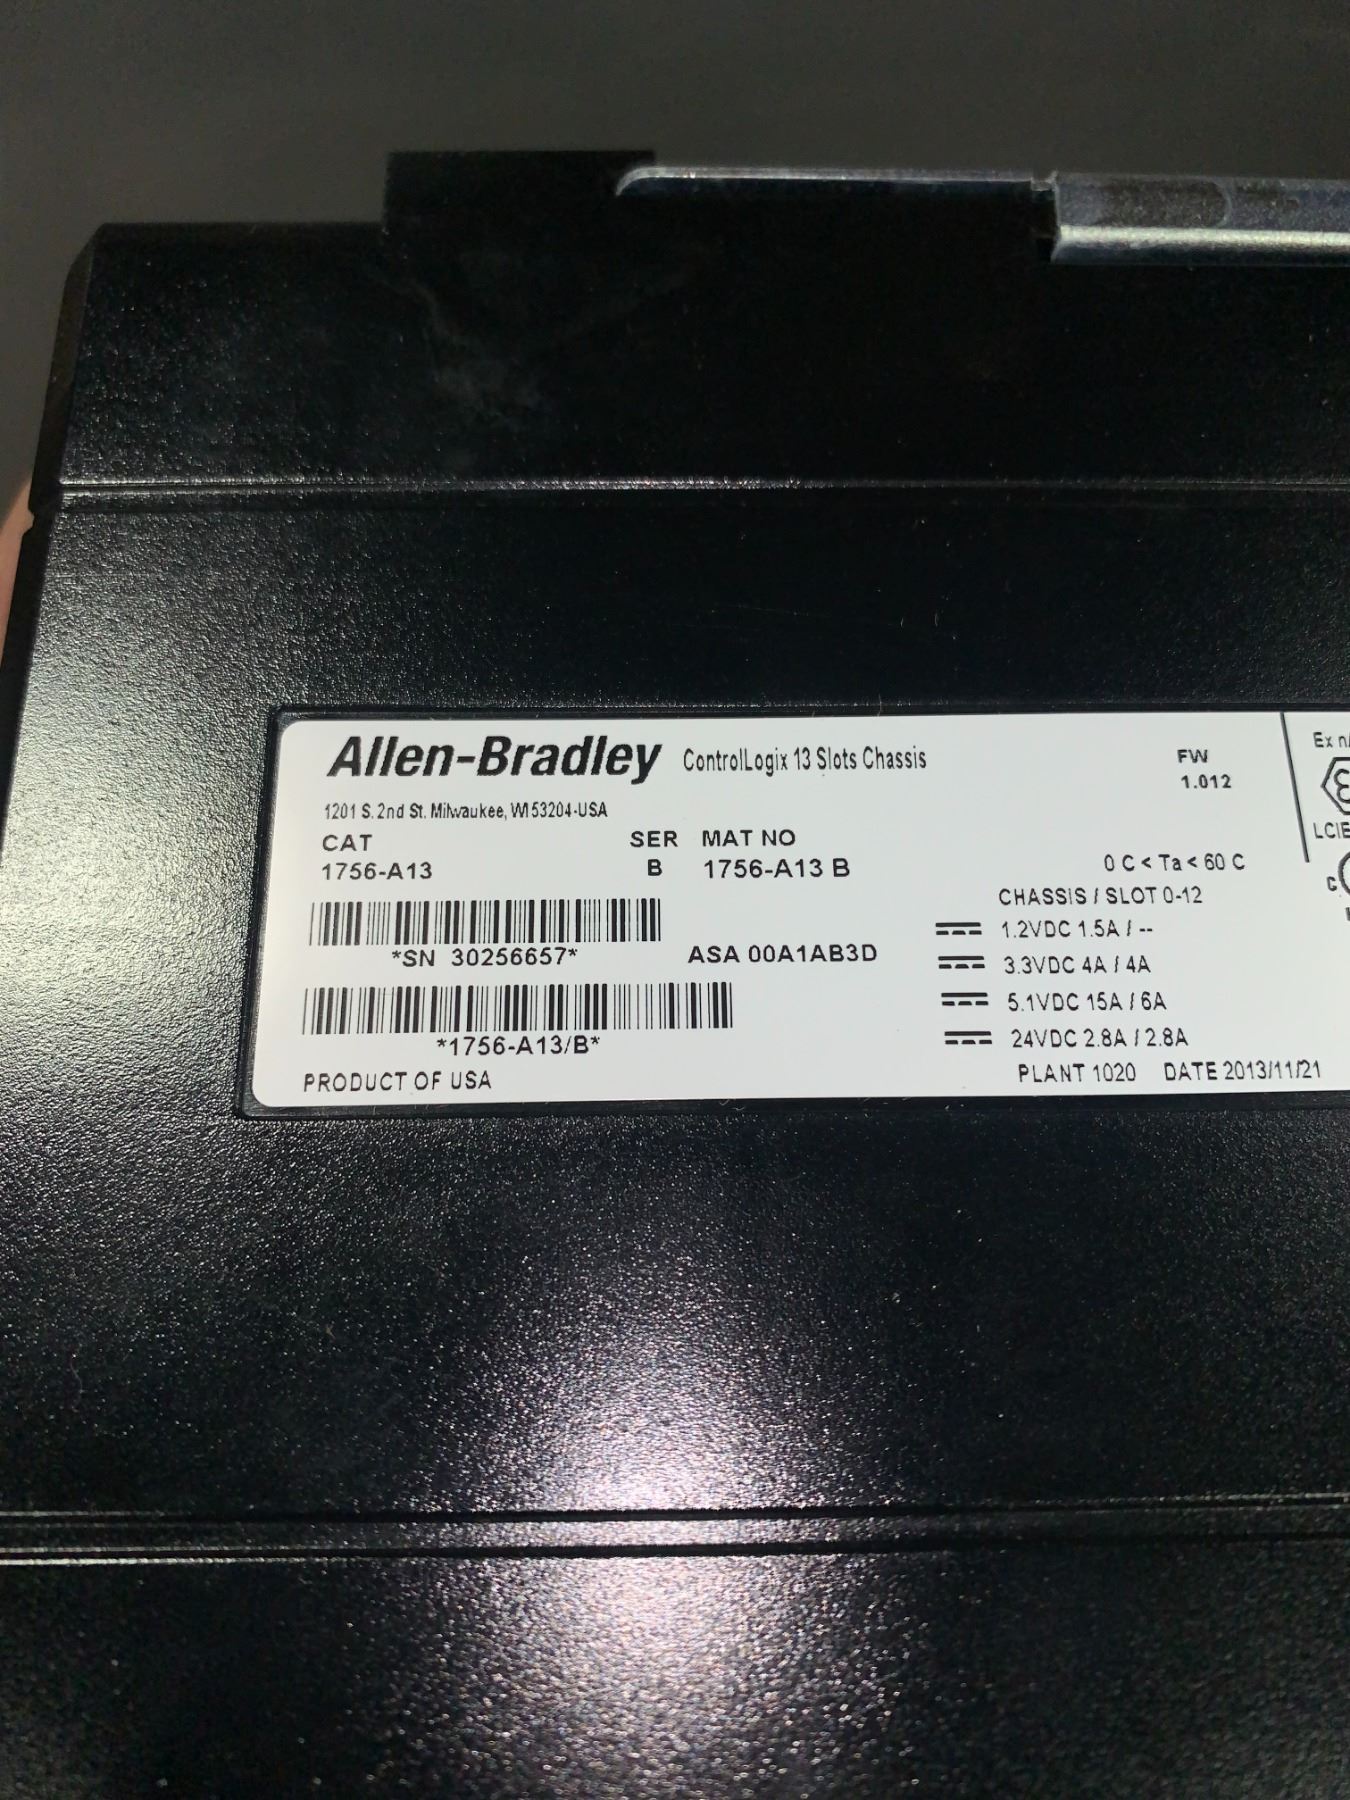 Allen-Bradley ControlLogix 13 Slots Chassis
FW
1.012
1201 S. 2nd St. Milwaukee, WI 53204-USA
CAT SER MAT NO
1756-A13 B 1756-A13 B
0 C < Ta < 60 C
CHASSIS / SLOT 0-12
1.2VDC 1.5A / --
*SN 30256657* ASA 00A1AB3D
3.3VDC 4A / 4A
5.1VDC 15A / 6A
*1756-A13/B*
24VDC 2.8A / 2.8A
PRODUCT OF USA
PLANT 1020 DATE 2013/11/21
Ex
LCIE
C